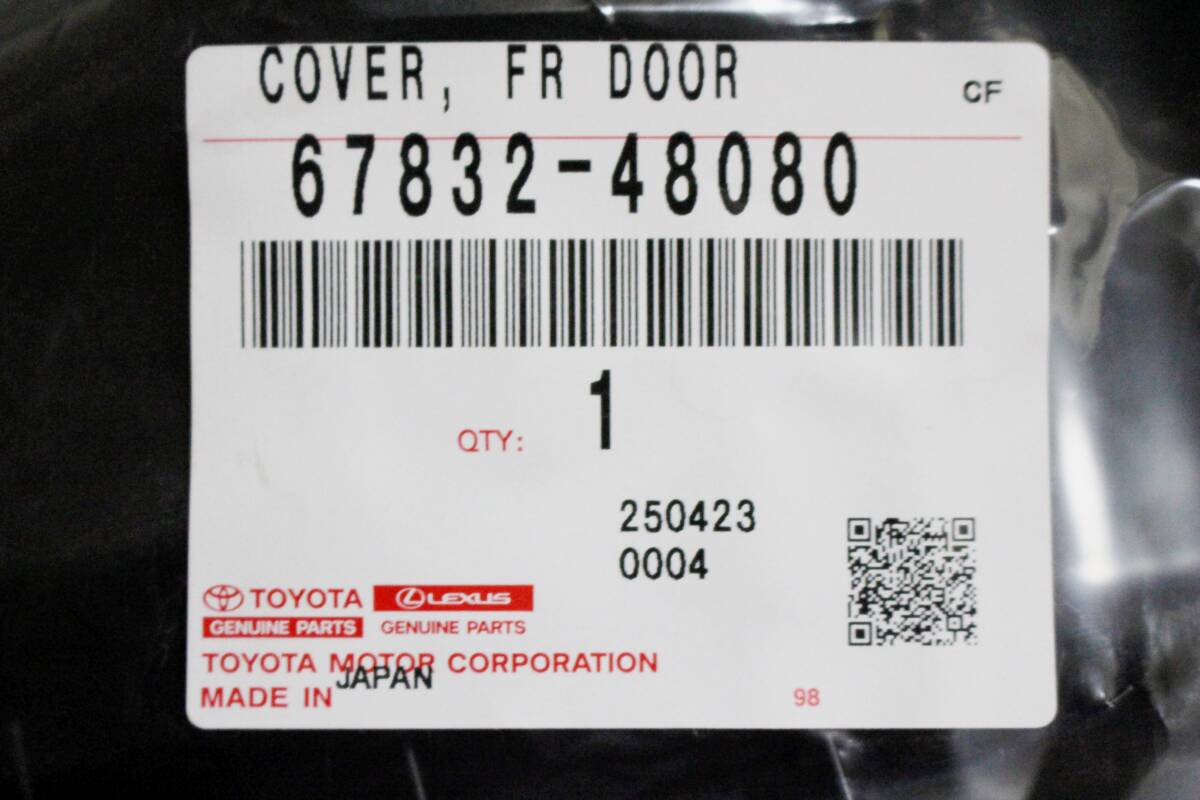 COVER, FR DOOR
CF
67832-48080
QTY: 1
250423
0004
TOYOTA LEXUS
GENUINE PARTS GENUINE PARTS
TOYOTA MOTOR CORPORATION
MADE IN JAPAN
98